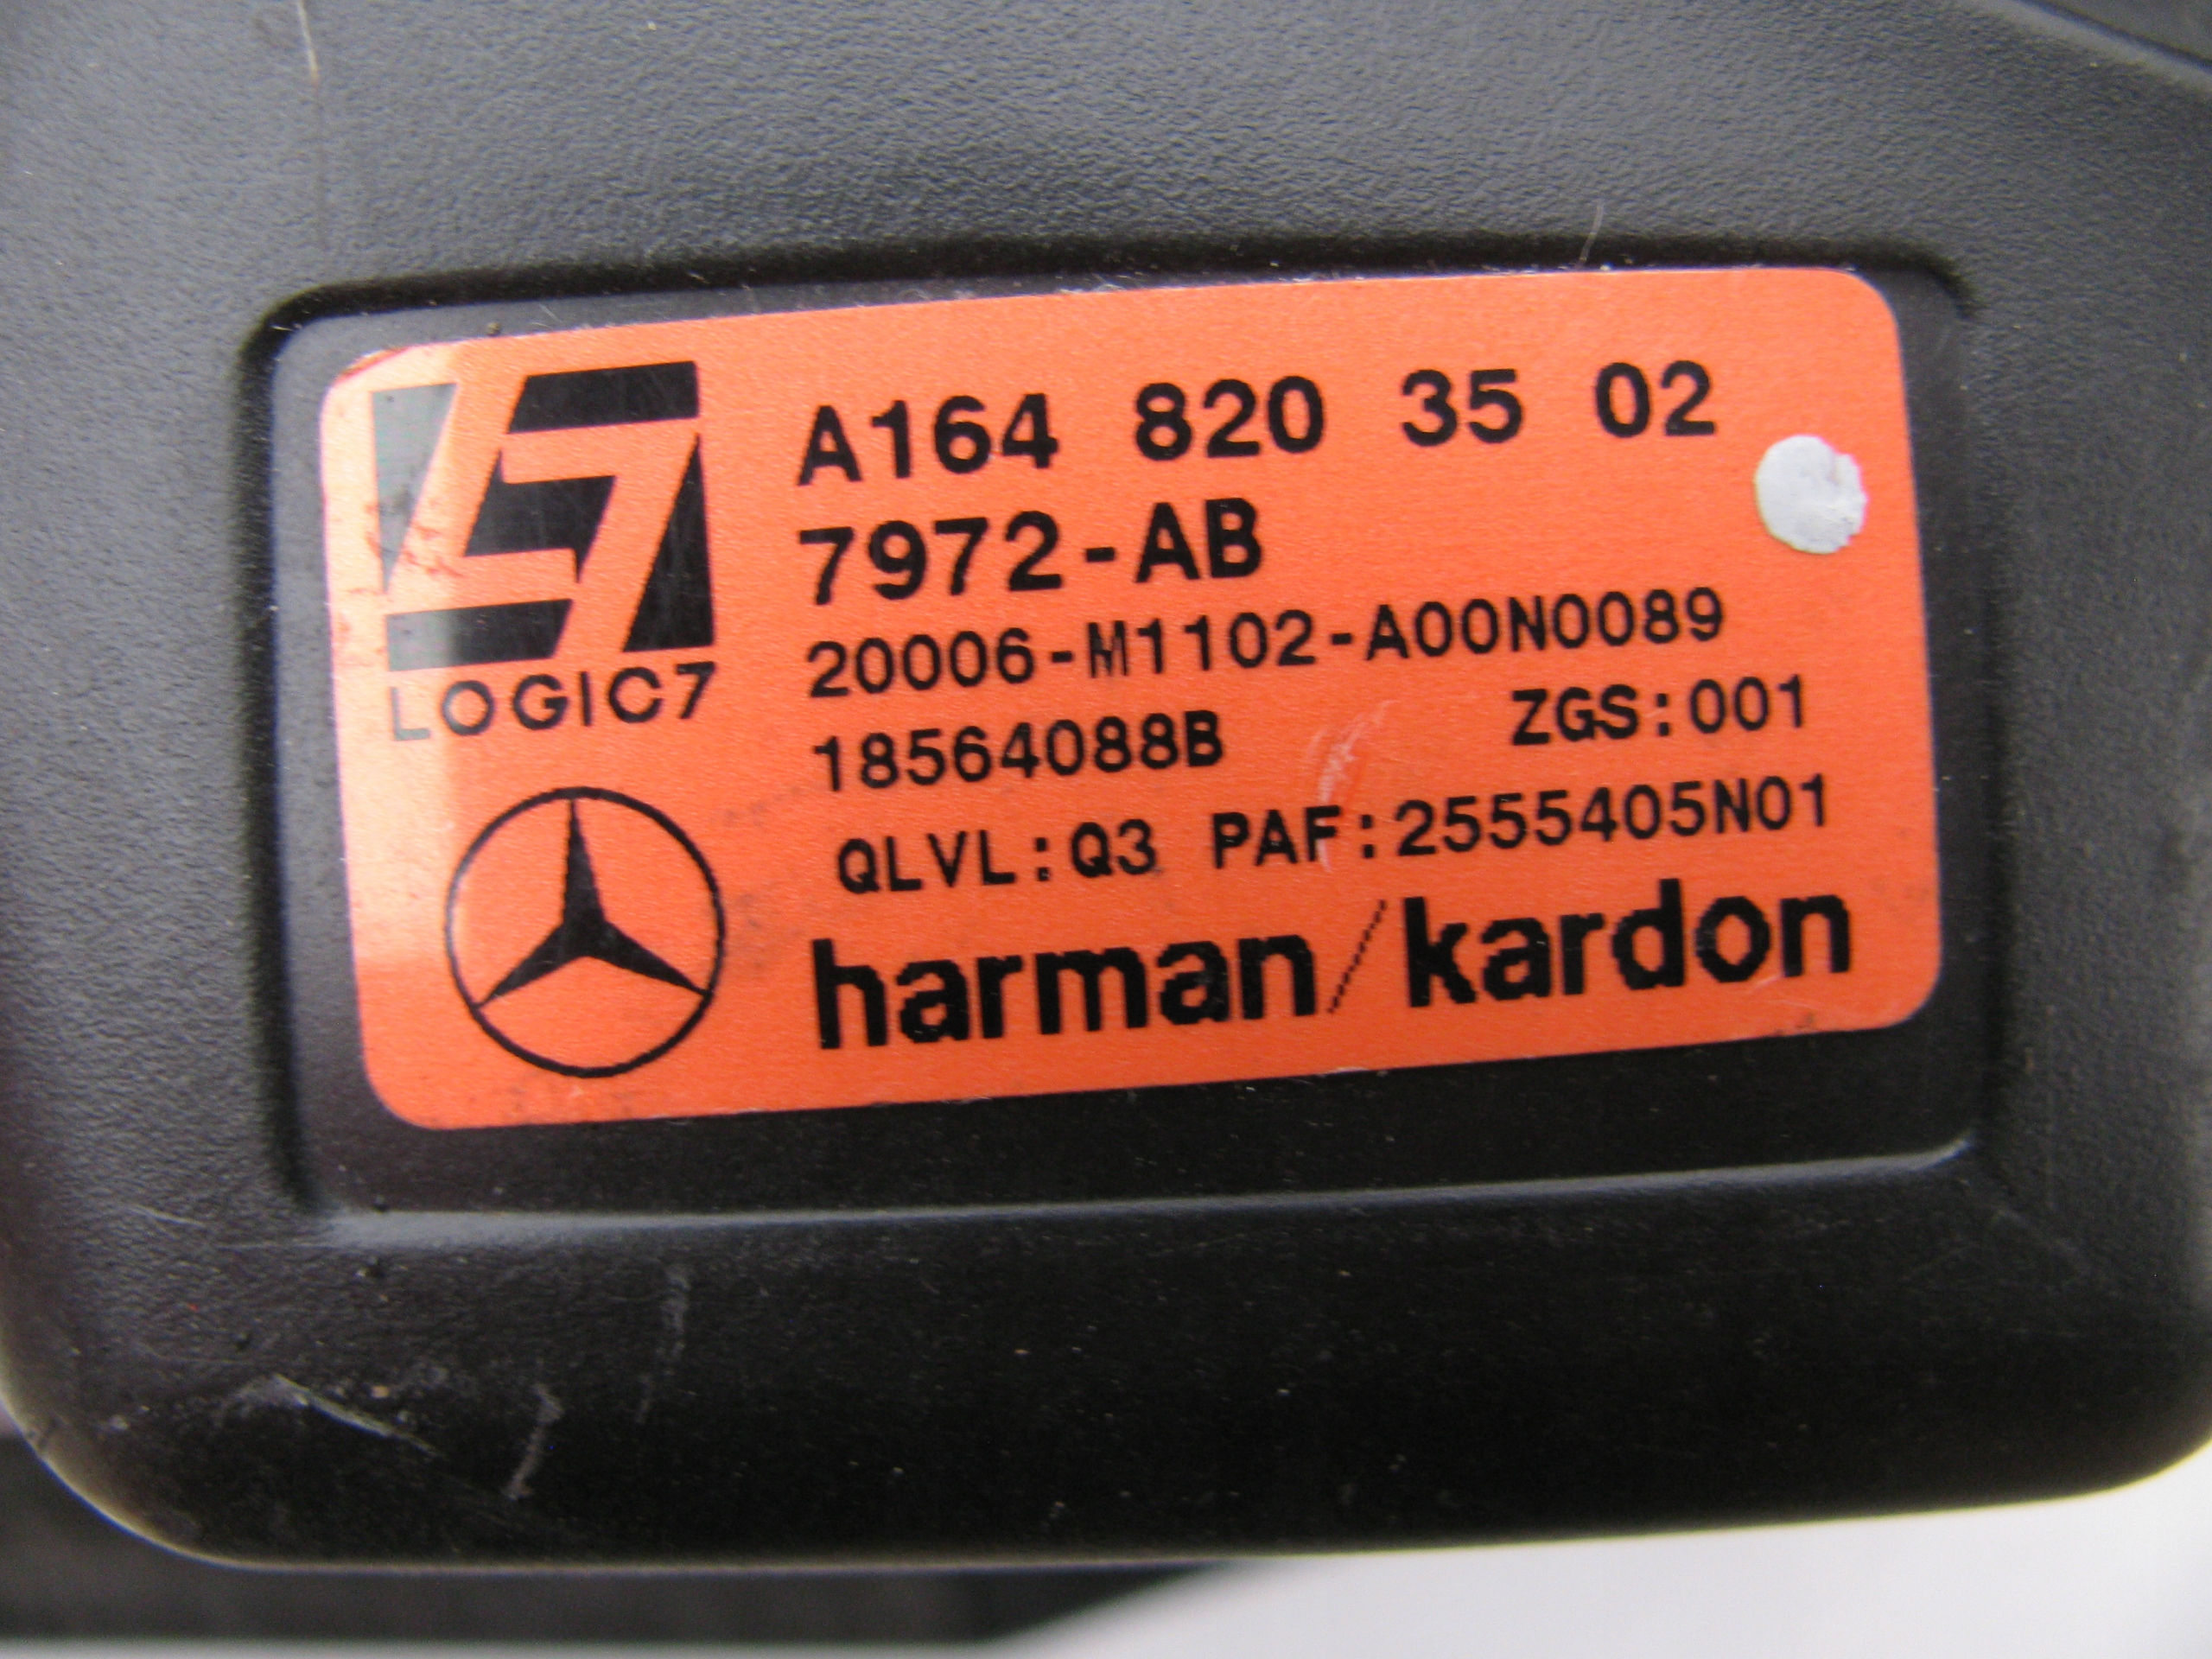 A164 820 35 02
7972-AB
20006-M1102-A00N0089
LOGIC7
18564088B ZGS:001
QLVL:Q3 PAF:2555405N01
harman/kardon